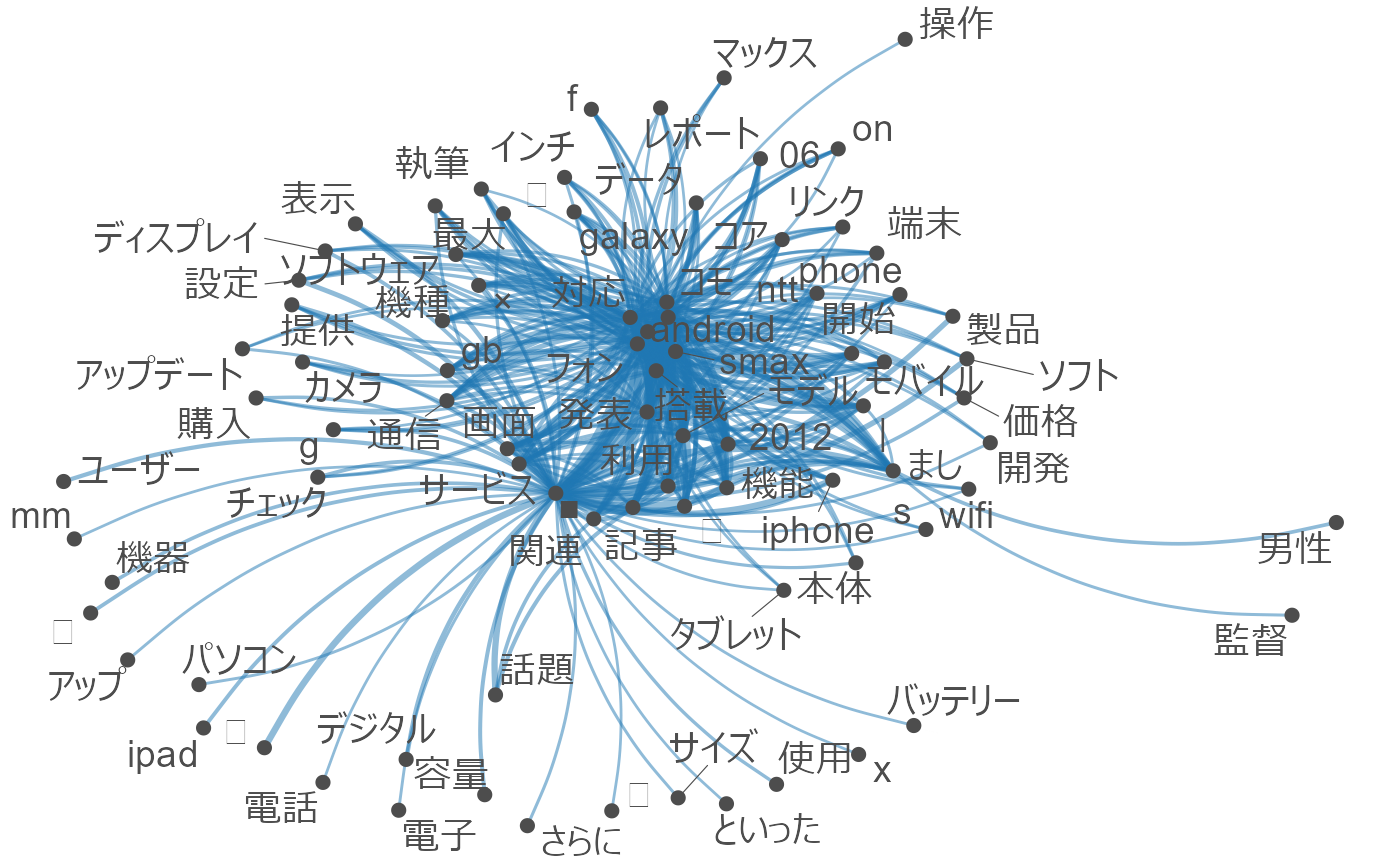 操作
マックス
f
レポート
06
on
インチ
執筆
データ
表示
リンク
ディスプレイ
最大
galaxy
コア
端末
設定
ソフトウェア
対応
コモ
ntt
phone
機種
×
提供
android
開始
製品
アップデート
カメラ
gb
フォン
smax
モデル
モバイル
ソフト
購入
通信
画面
発表
搭載
2012
l
価格
ユーザー
g
チェック
サービス
利用
機能
まし
開発
mm
機器
■
関連
記事
iphone
s
wifi
男性
本体
タブレット
監督
アップ
パソコン
話題
ipad
デジタル
バッテリー
容量
サイズ
使用
x
電話
電子
さらに
といった